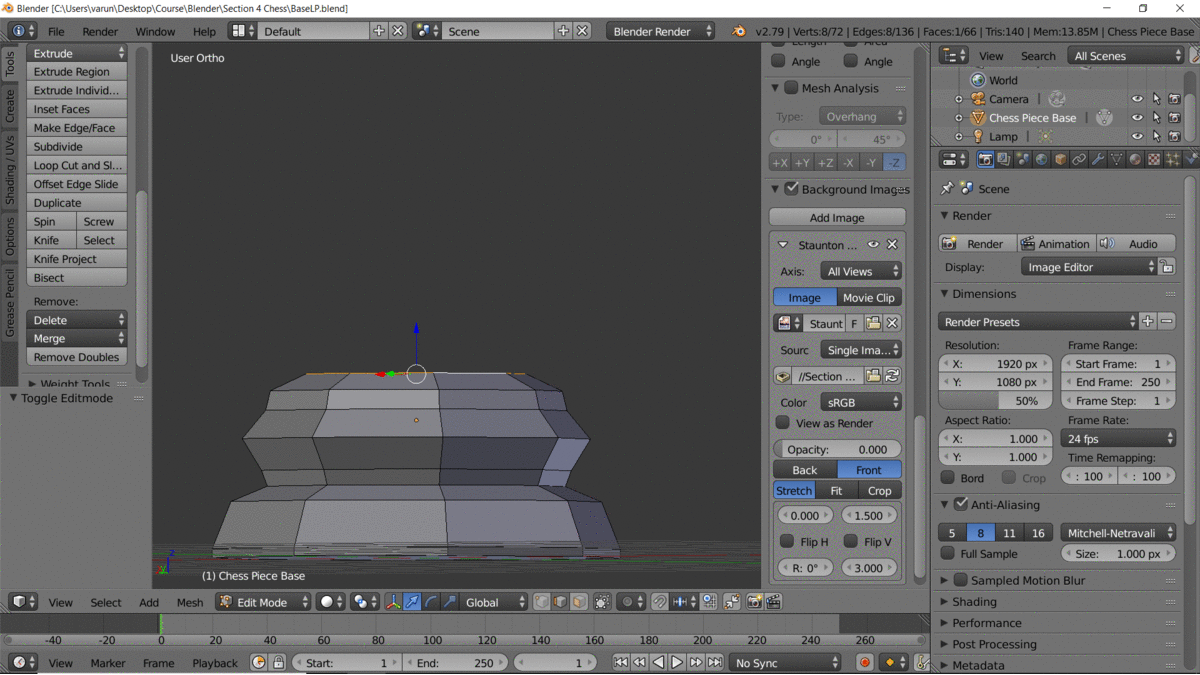 Blender [C:\Users\varun\Desktop\Course\Blender\Section 4 Chess\BaseLP.blend]
File Render Window Help Default Scene Blender Render v2.79 | Verts:8/72 | Edges:8/136 | Faces:1/66 | Tris:140 | Mem:13.85M | Chess Piece Base
Tools
Create
Shading / UVs
Options
Grease Pencil
Extrude
Extrude Region
Extrude Individ...
Inset Faces
Make Edge/Face
Subdivide
Loop Cut and Sl...
Offset Edge Slide
Duplicate
Spin Screw
Knife Select
Knife Project
Bisect
Remove:
Delete
Merge
Remove Doubles
Weight Tools
Toggle Editmode
User Ortho
z
y
(1) Chess Piece Base
Length Area
Angle Angle
Mesh Analysis
Type: Overhang
0° 45°
+X +Y +Z -X -Y -Z
Background Images
Add Image
Staunton ...
Axis: All Views
Image Movie Clip
Staunt F
Sourc Single Ima...
//Section ...
Color sRGB
View as Render
Opacity: 0.000
Back Front
Stretch Fit Crop
0.000 1.500
Flip H Flip V
R: 0° 3.000
View Search All Scenes
World
Camera
Chess Piece Base
Lamp
Scene
Render
Render Animation Audio
Display: Image Editor
Dimensions
Render Presets
Resolution: Frame Range:
X: 1920 px Start Frame: 1
Y: 1080 px End Frame: 250
50% Frame Step: 1
Aspect Ratio: Frame Rate:
X: 1.000 24 fps
Y: 1.000 Time Remapping:
Bord Crop : 100 : 100
Anti-Aliasing
5 8 11 16 Mitchell-Netravali
Full Sample Size: 1.000 px
Sampled Motion Blur
Shading
Performance
Post Processing
Metadata
View Select Add Mesh Edit Mode Global
-40 -20 0 20 40 60 80 100 120 140 160 180 200 220 240 260
View Marker Frame Playback Start: 1 End: 250 1 No Sync